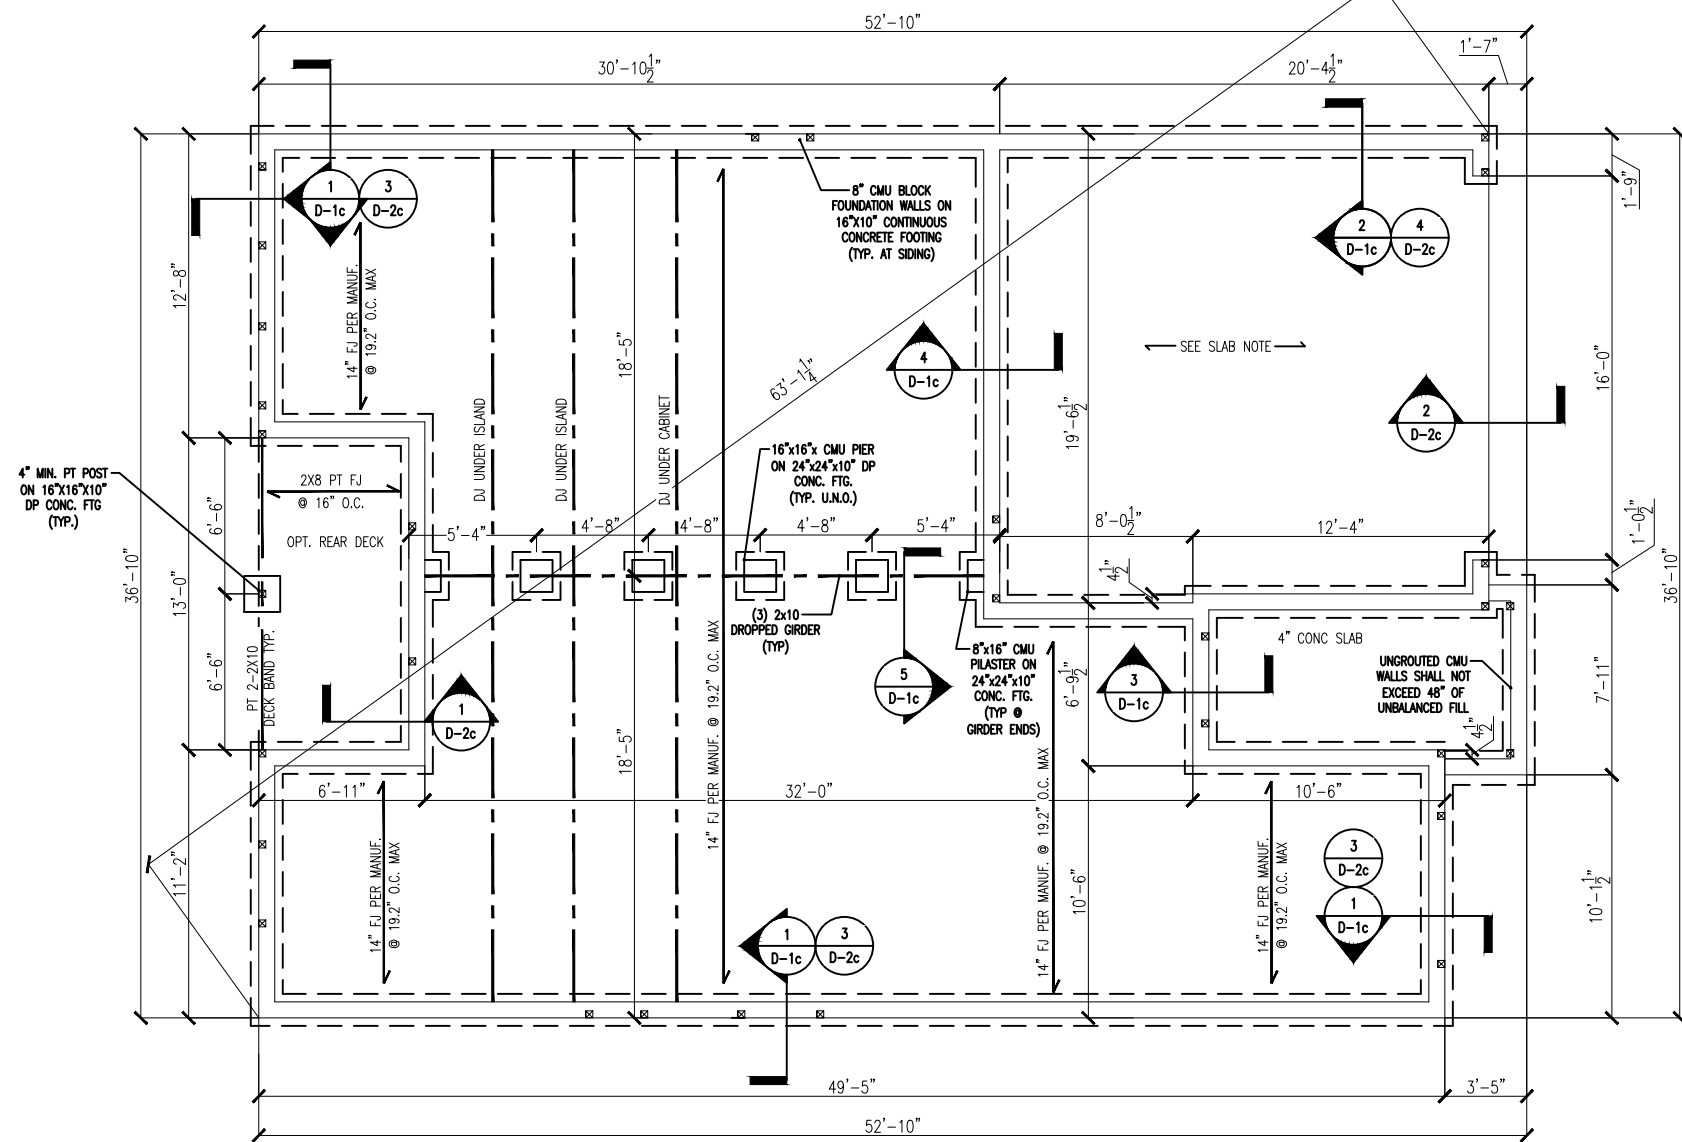 52'-10"
1'-7"
30'-10 1/2"
20'-4 1/2"
1
D-1c
3
D-2c
8" CMU BLOCK
FOUNDATION WALLS ON
16"X10" CONTINUOUS
CONCRETE FOOTING
(TYP. AT SIDING)
2
D-1c
4
D-2c
1'-9"
12'-8"
14" FJ PER MANUF.
@ 19.2" O.C. MAX
18'-5"
63'-1 1/4"
4
D-1c
SEE SLAB NOTE
16'-0"
19'-6 1/2"
2
D-2c
DJ UNDER ISLAND
DJ UNDER ISLAND
DJ UNDER CABINET
4" MIN. PT POST
ON 16"X16"X10"
DP CONC. FTG
(TYP.)
2X8 PT FJ
@ 16" O.C.
OPT. REAR DECK
16"x16"x CMU PIER
ON 24"x24"x10" DP
CONC. FTG.
(TYP. U.N.O.)
6'-6"
5'-4"
4'-8"
4'-8"
4'-8"
5'-4"
8'-0 1/2"
12'-4"
1'-0 1/2"
4 1/2"
36'-10"
13'-0"
36'-10"
(3) 2x10
DROPPED GIRDER
(TYP)
6'-6"
PT 2-2X10
DECK BAND TYP.
1
D-2c
5
D-1c
8"x16" CMU
PILASTER ON
24"x24"x10"
CONC. FTG.
(TYP @
GIRDER ENDS)
6'-9 1/2"
3
D-1c
4" CONC SLAB
UNGROUTED CMU
WALLS SHALL NOT
EXCEED 48" OF
UNBALANCED FILL
7'-11"
4 1/2"
18'-5"
14" FJ PER MANUF. @ 19.2" O.C. MAX
14" FJ PER MANUF. @ 19.2" O.C. MAX
6'-11"
32'-0"
10'-6"
11'-2"
14" FJ PER MANUF.
@ 19.2" O.C. MAX
10'-6"
14" FJ PER MANUF.
@ 19.2" O.C. MAX
3
D-2c
1
D-1c
10'-1 1/2"
1
D-1c
3
D-2c
49'-5"
3'-5"
52'-10"